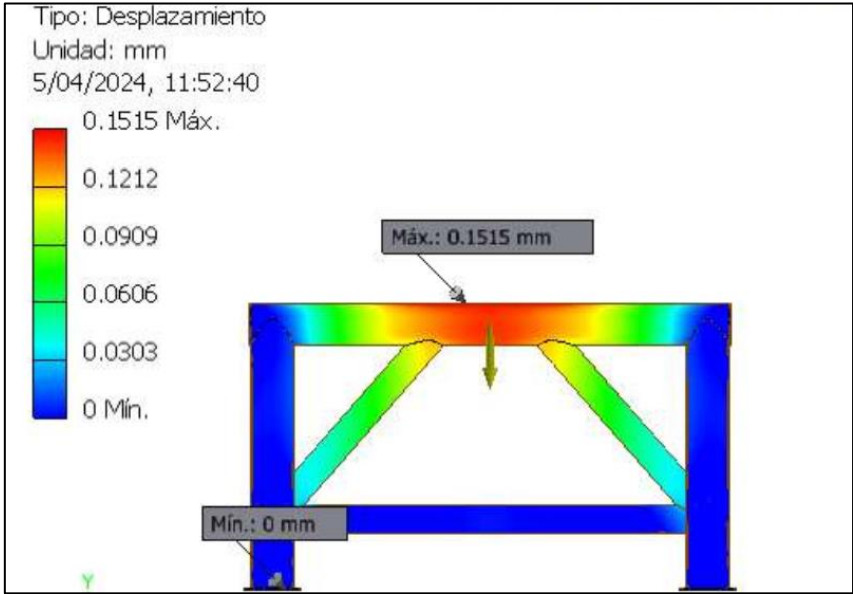 Tipo: Desplazamiento
Unidad: mm
5/04/2024, 11:52:40
0.1515 Máx.
0.1212
0.0909
0.0606
0.0303
0 Mín.
Máx.: 0.1515 mm
Mín.: 0 mm
Y